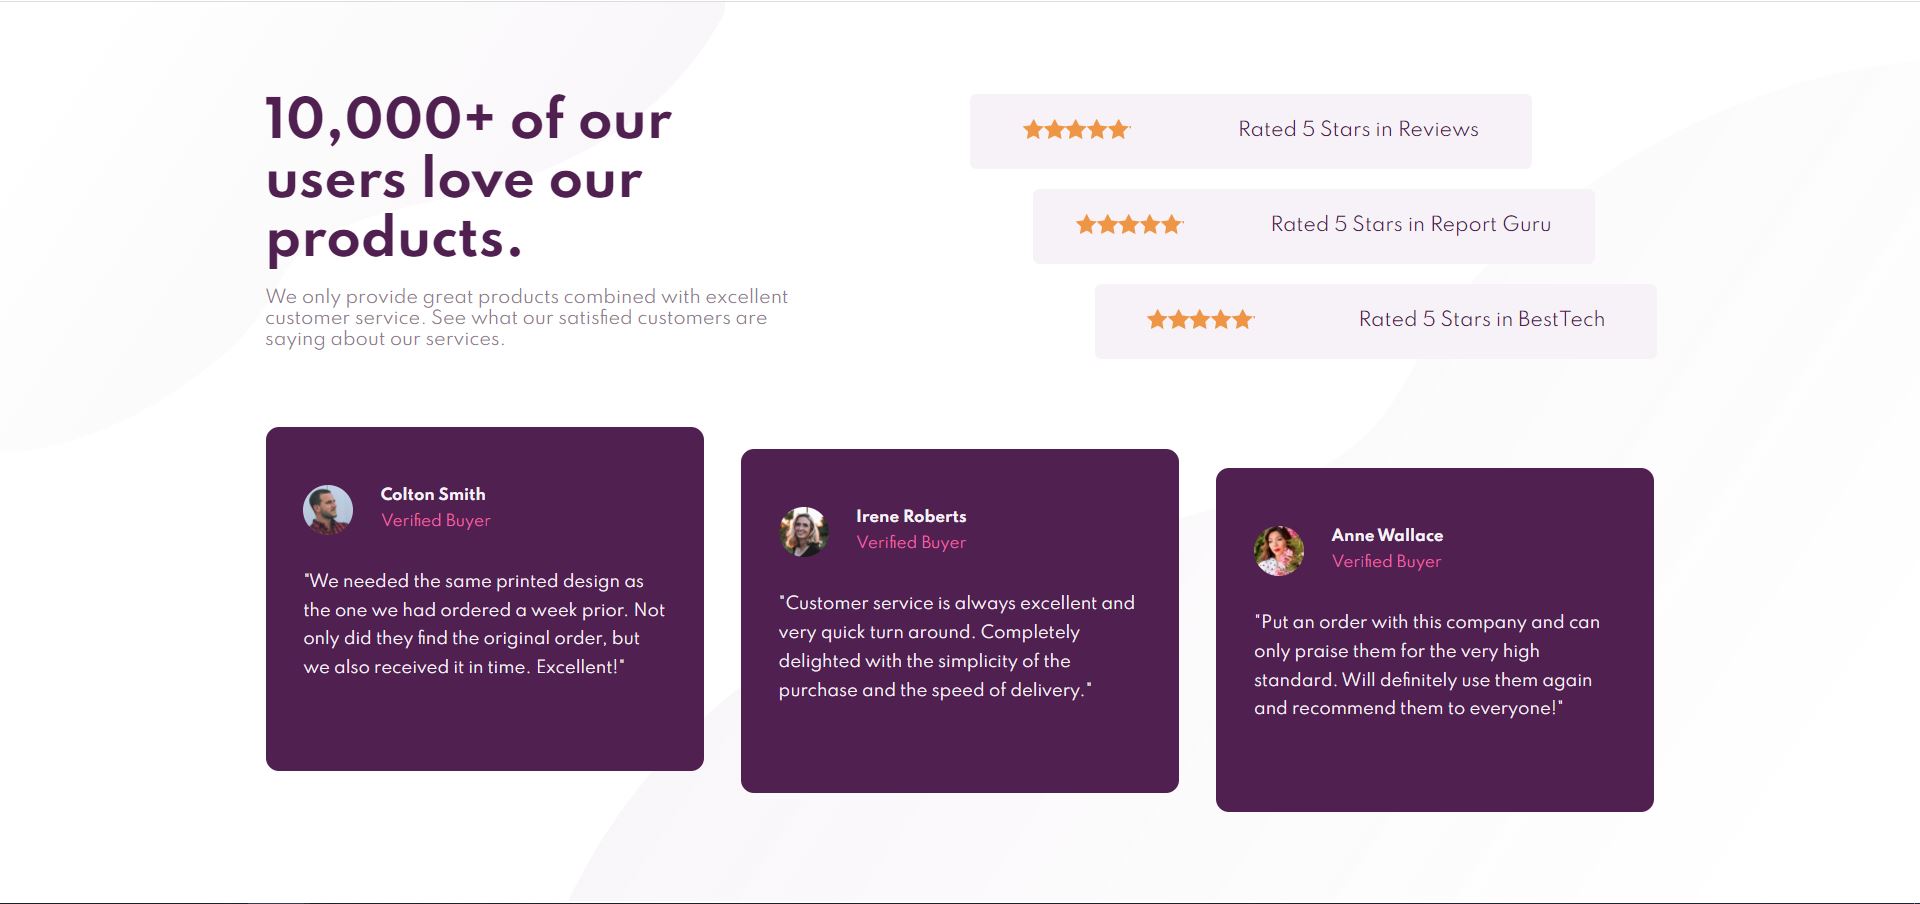 10,000+ of our
users love our
products.
We only provide great products combined with excellent
customer service. See what our satisfied customers are
saying about our services.
Rated 5 Stars in Reviews
Rated 5 Stars in Report Guru
Rated 5 Stars in BestTech
Colton Smith
Verified Buyer
"We needed the same printed design as
the one we had ordered a week prior. Not
only did they find the original order, but
we also received it in time. Excellent!"
Irene Roberts
Verified Buyer
"Customer service is always excellent and
very quick turn around. Completely
delighted with the simplicity of the
purchase and the speed of delivery."
Anne Wallace
Verified Buyer
"Put an order with this company and can
only praise them for the very high
standard. Will definitely use them again
and recommend them to everyone!"